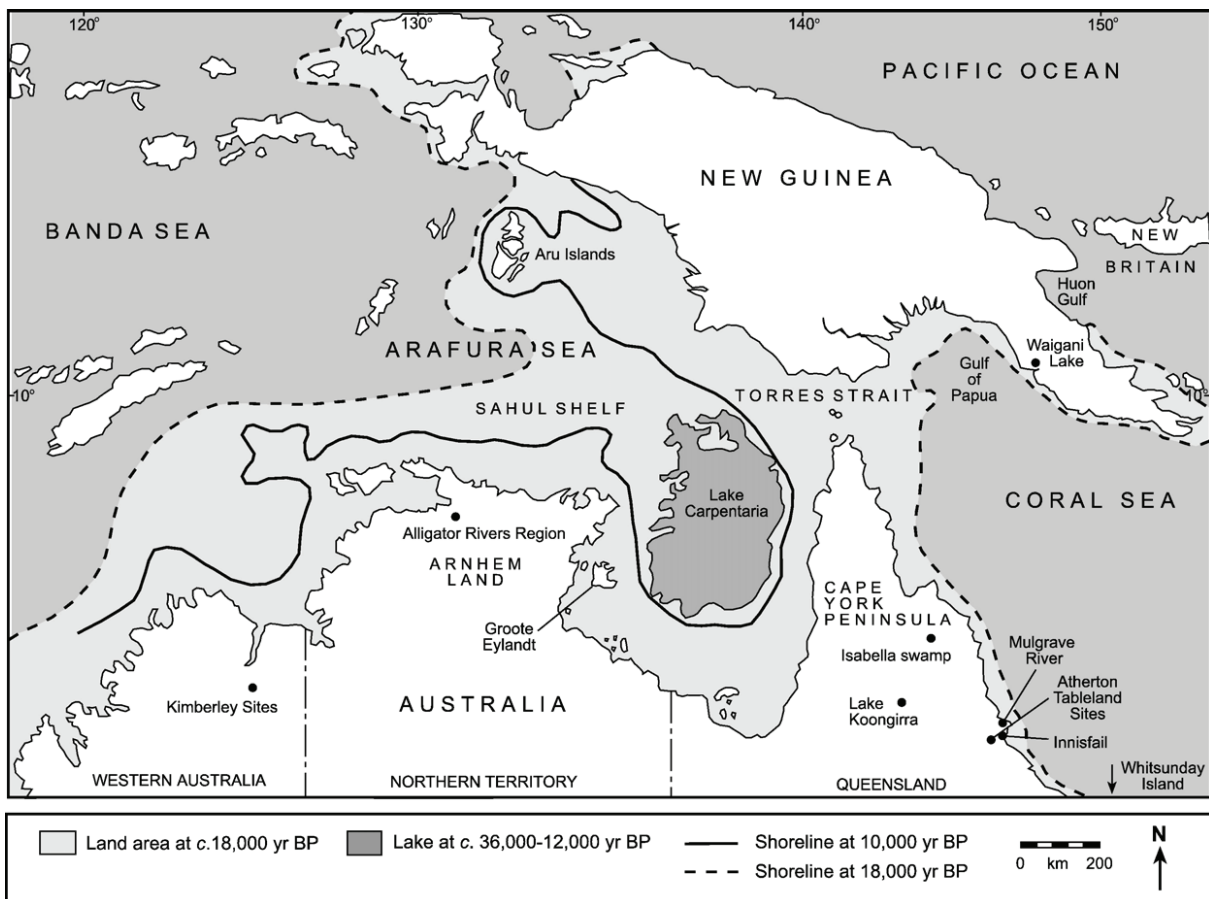 120°
130°
140°
150°
PACIFIC OCEAN
NEW GUINEA
BANDA SEA
NEW
BRITAIN
Aru Islands
Huon
Gulf
ARAFURA SEA
Waigani
Lake
Gulf
of
Papua
10°
10°
TORRES STRAIT
SAHUL SHELF
Lake
Carpentaria
CORAL SEA
Alligator Rivers Region
ARNHEM
LAND
CAPE
YORK
PENINSULA
Groote
Eylandt
Mulgrave
River
Isabella swamp
Atherton
Tableland
Sites
Kimberley Sites
AUSTRALIA
Lake
Koongirra
Innisfail
Whitsunday
Island
WESTERN AUSTRALIA
NORTHERN TERRITORY
QUEENSLAND
Land area at c.18,000 yr BP
Lake at c. 36,000-12,000 yr BP
Shoreline at 10,000 yr BP
Shoreline at 18,000 yr BP
0 km 200
N